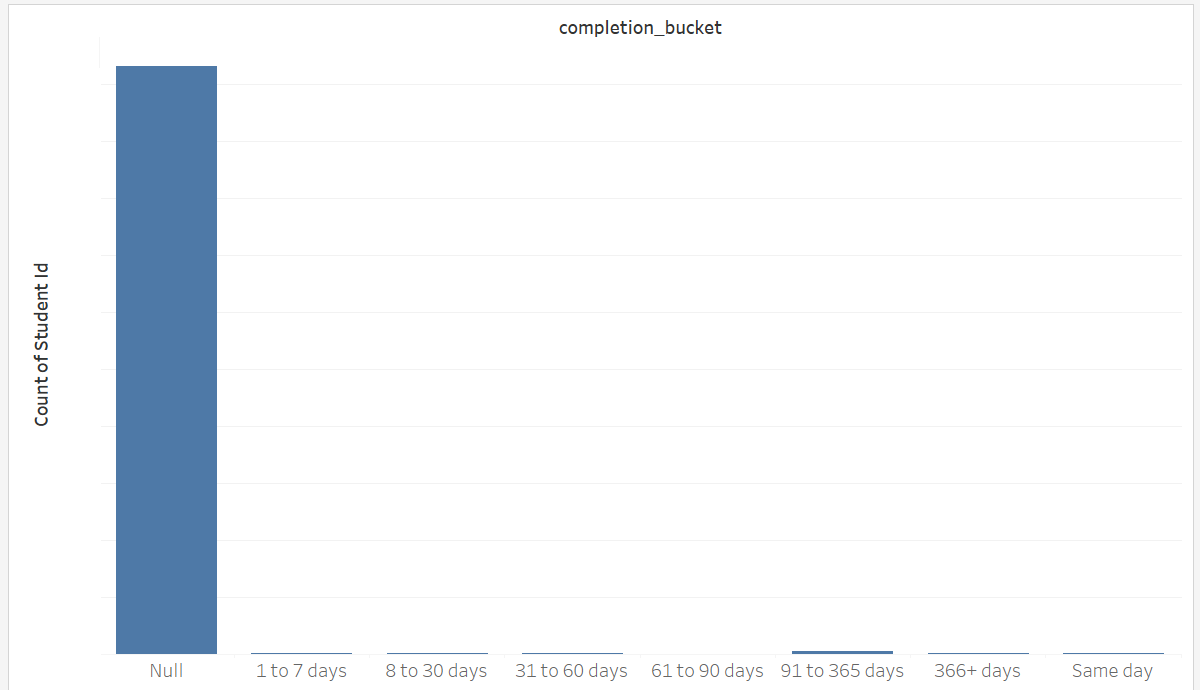 completion_bucket
Count of Student Id
Null
1 to 7 days
8 to 30 days
31 to 60 days
61 to 90 days
91 to 365 days
366+ days
Same day